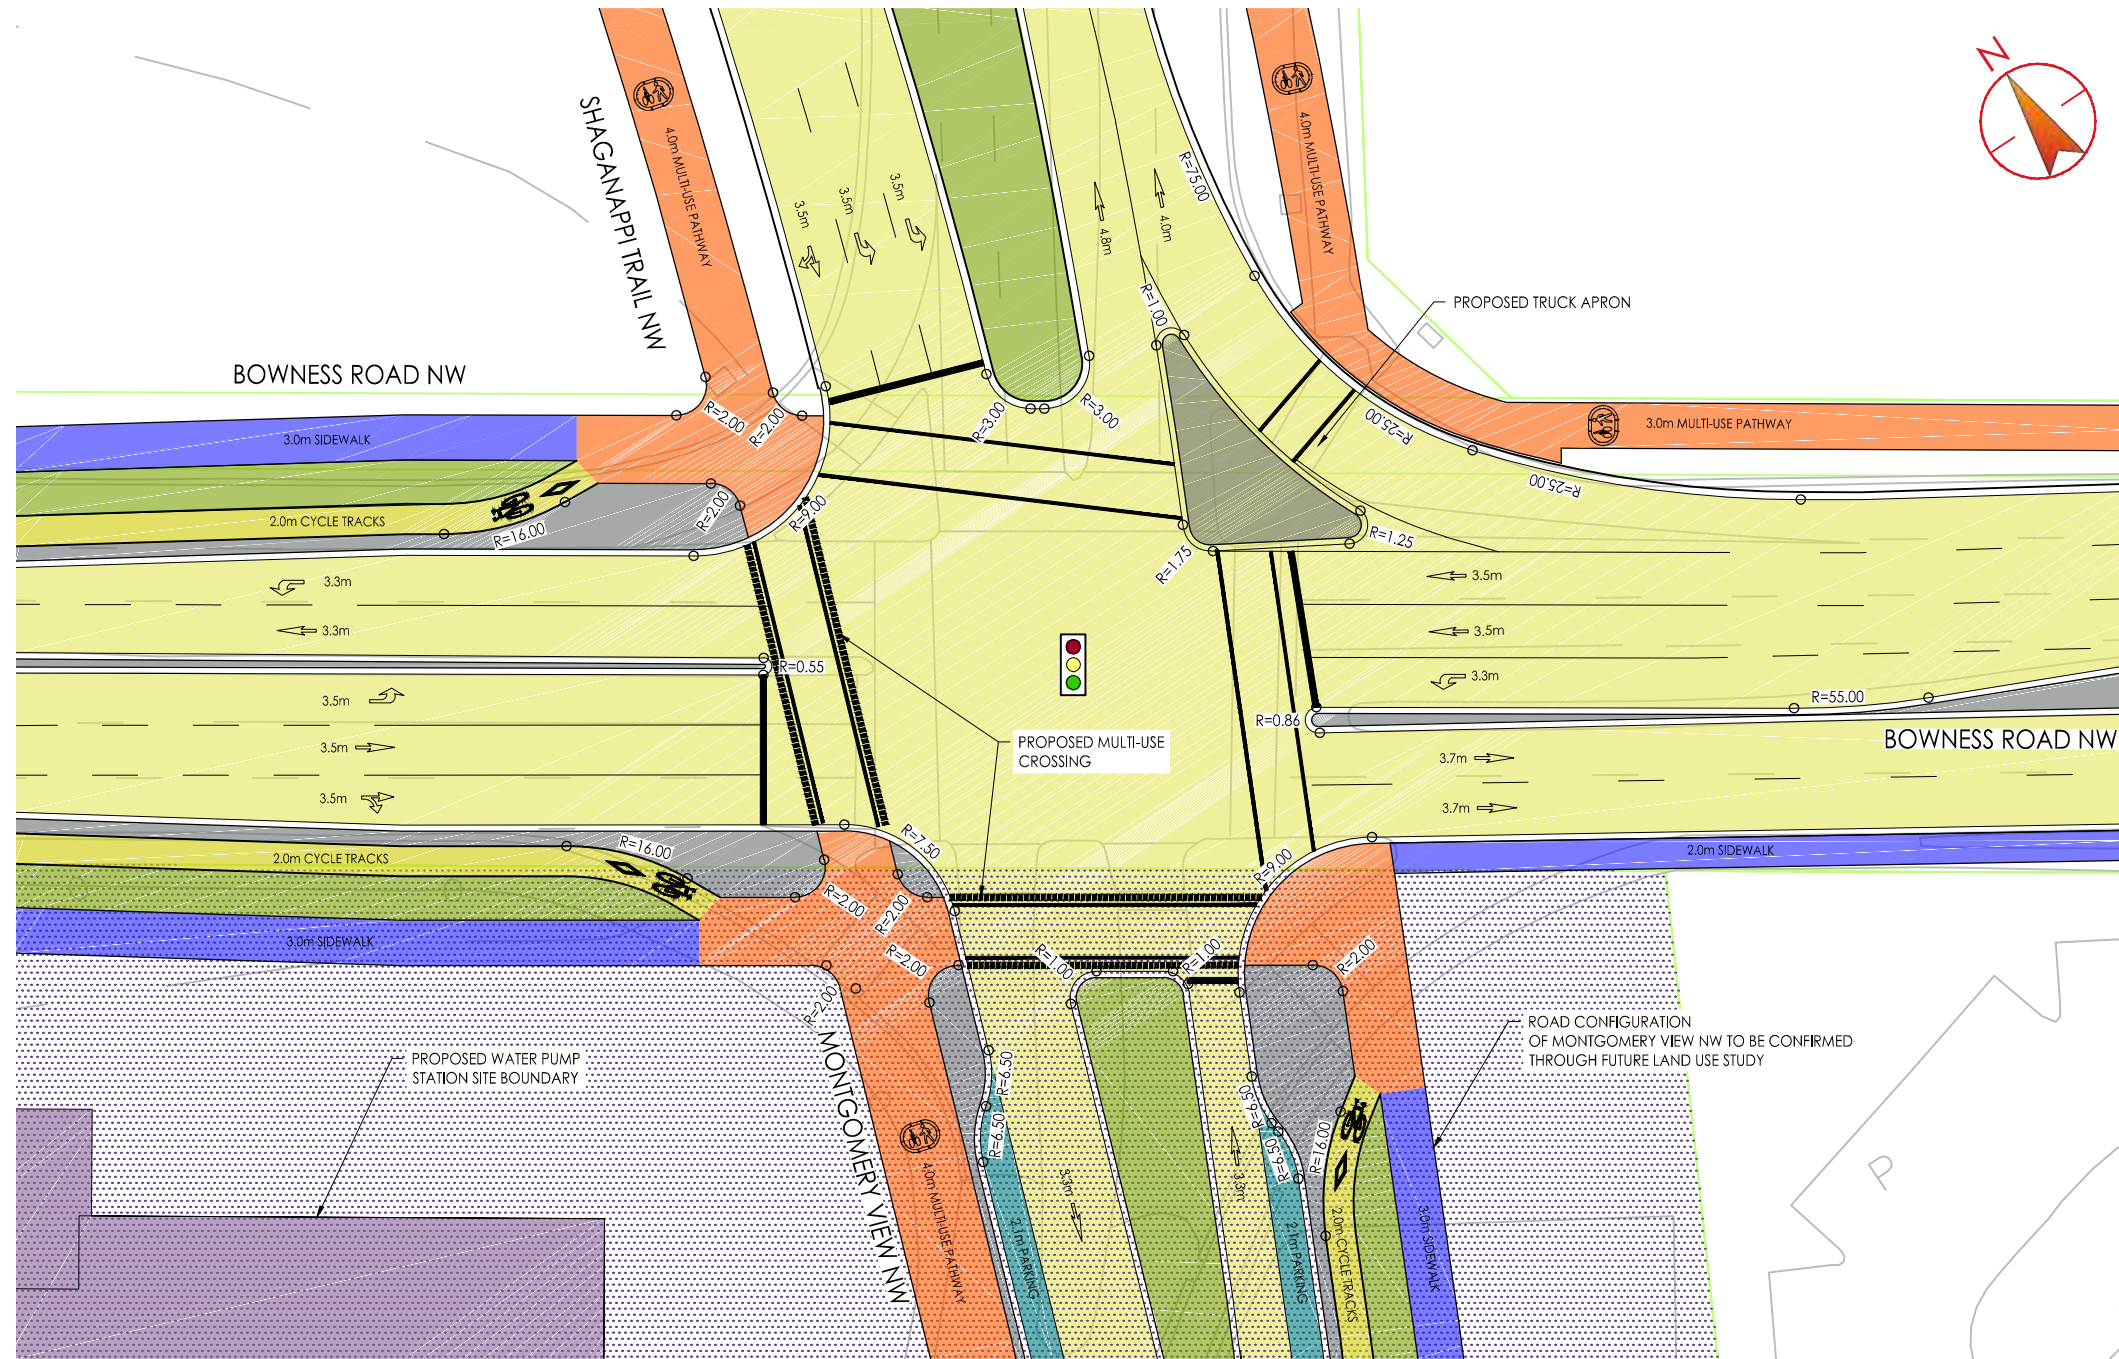 N
SHAGANAPPI TRAIL NW
4.0m MULTI-USE PATHWAY
3.5m
3.5m
3.5m
4.8m
4.0m
R=75.00
4.0m MULTI-USE PATHWAY
PROPOSED TRUCK APRON
R=1.00
BOWNESS ROAD NW
R=2.00
R=2.00
R=3.00
R=3.00
R=25.00
3.0m MULTI-USE PATHWAY
3.0m SIDEWALK
2.0m CYCLE TRACKS
R=16.00
R=2.00
R=9.00
R=25.00
R=1.25
R=1.75
3.3m
3.3m
3.5m
3.5m
3.3m
R=0.55
3.5m
3.5m
3.5m
R=0.86
R=55.00
BOWNESS ROAD NW
3.7m
3.7m
PROPOSED MULTI-USE
CROSSING
2.0m CYCLE TRACKS
R=16.00
R=7.50
R=9.00
2.0m SIDEWALK
3.0m SIDEWALK
R=2.00
R=2.00
R=2.00
R=1.00
R=1.00
R=2.00
R=2.00
PROPOSED WATER PUMP
STATION SITE BOUNDARY
MONTGOMERY VIEW NW
ROAD CONFIGURATION
OF MONTGOMERY VIEW NW TO BE CONFIRMED
THROUGH FUTURE LAND USE STUDY
R=6.50
R=6.50
R=6.50
R=6.50
R=16.00
4.0m MULTI-USE PATHWAY
2.1m PARKING
3.3m
3.3m
2.1m PARKING
2.0m CYCLE TRACKS
3.0m SIDEWALK
P